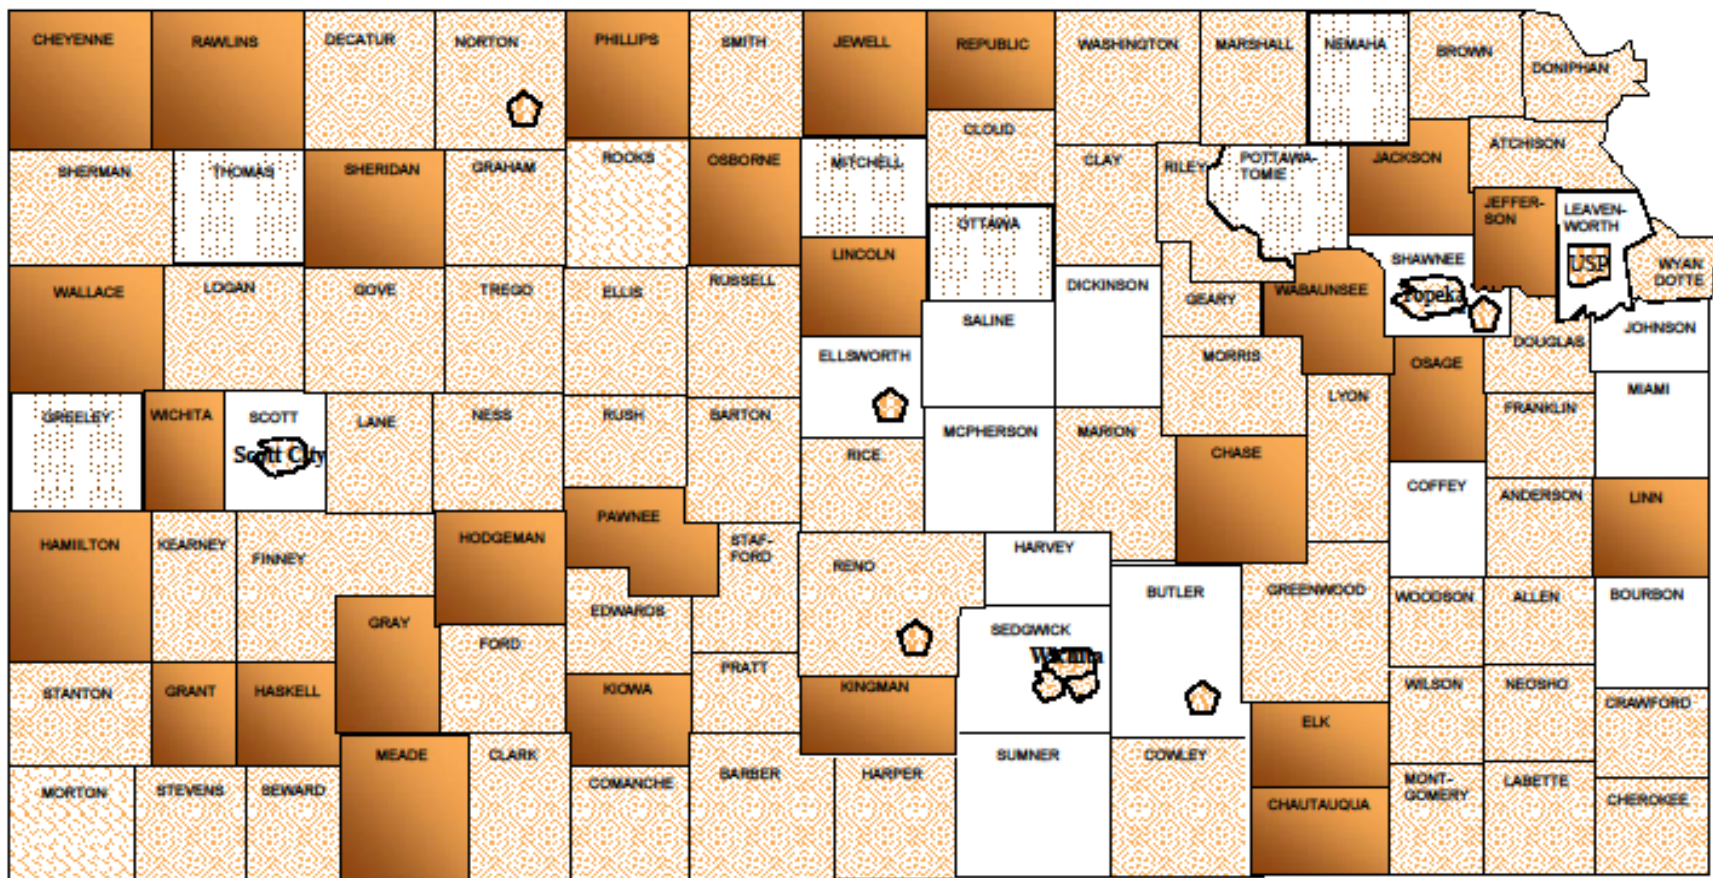 CHEYENNE
RAWLINS
DECATUR
NORTON
PHILLIPS
SMITH
JEWELL
REPUBLIC
WASHINGTON
MARSHALL
NEMAHA
BROWN
DONIPHAN
SHERMAN
THOMAS
SHERIDAN
GRAHAM
ROOKS
OSBORNE
MITCHELL
CLOUD
CLAY
RILEY
POTTAWA-
TOMIE
JACKSON
ATCHISON
JEFFER-
SON
LEAVEN-
WORTH
USP
WYAN
DOTTE
WALLACE
LOGAN
GOVE
TREGO
ELLIS
RUSSELL
LINCOLN
OTTAWA
SALINE
DICKINSON
GEARY
WABAUNSEE
SHAWNEE
Topeka
DOUGLAS
JOHNSON
GREELEY
WICHITA
SCOTT
Scott City
LANE
NESS
RUSH
BARTON
ELLSWORTH
RICE
MCPHERSON
MARION
MORRIS
CHASE
LYON
OSAGE
FRANKLIN
MIAMI
HAMIILTON
KEARNEY
FINNEY
HODGEMAN
PAWNEE
STAF-
FORD
RENO
HARVEY
BUTLER
GREENWOOD
COFFEY
ANDERSON
LINN
GRAY
FORD
EDWARDS
PRATT
SEDGWICK
Wichita
WOODSON
ALLEN
BOURBON
STANTON
GRANT
HASKELL
KIOWA
KINGMAN
ELK
WILSON
NEOSHO
CRAWFORD
MORTON
STEVENS
SEWARD
MEADE
CLARK
COMANCHE
BARBER
HARPER
SUMNER
COWLEY
CHAUTAUQUA
MONT-
GOMERY
LABETTE
CHEROKEE